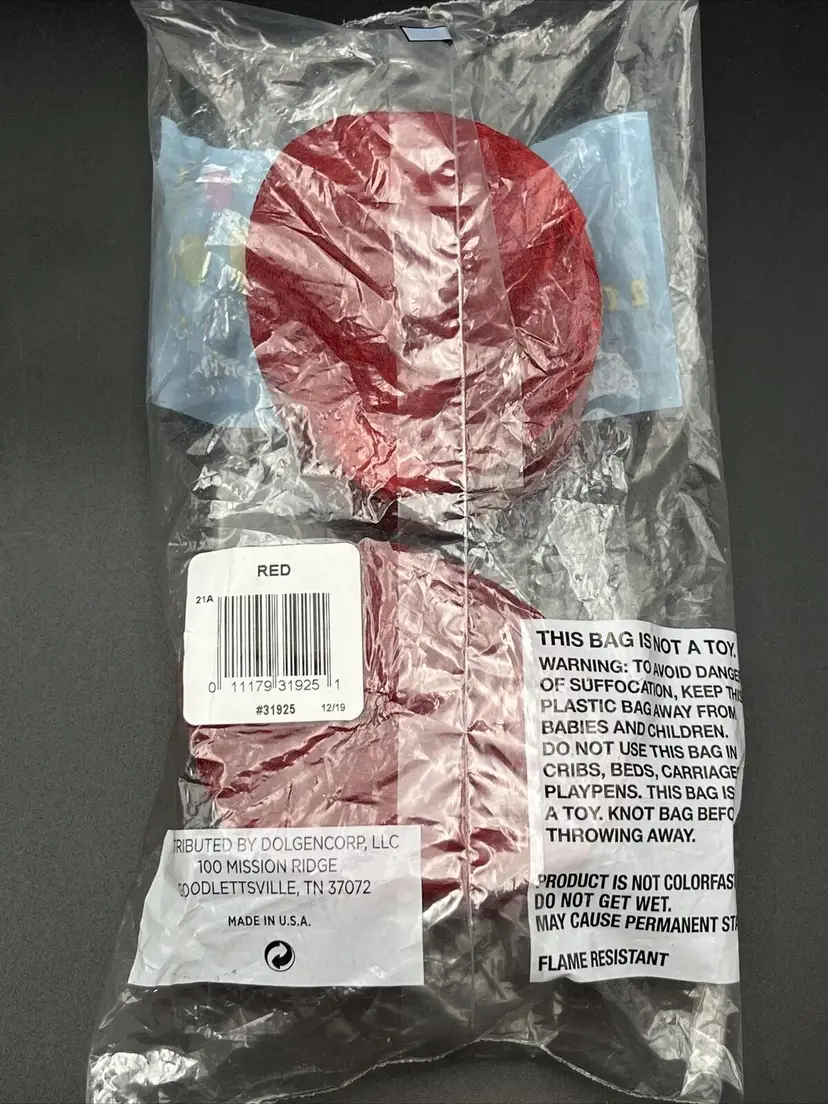 RED
21A
0 11179 31925 1
#31925 12/19
THIS BAG IS NOT A TOY.
WARNING: TO AVOID DANGE
OF SUFFOCATION, KEEP THIS
PLASTIC BAG AWAY FROM
BABIES AND CHILDREN.
DO NOT USE THIS BAG IN
CRIBS, BEDS, CARRIAGE
PLAYPENS. THIS BAG IS
A TOY. KNOT BAG BEFO
THROWING AWAY.
PRODUCT IS NOT COLORFAS
DO NOT GET WET.
MAY CAUSE PERMANENT STA
FLAME RESISTANT
TRIBUTED BY DOLGENCORP, LLC
100 MISSION RIDGE
GOODLETTSVILLE, TN 37072
MADE IN U.S.A.